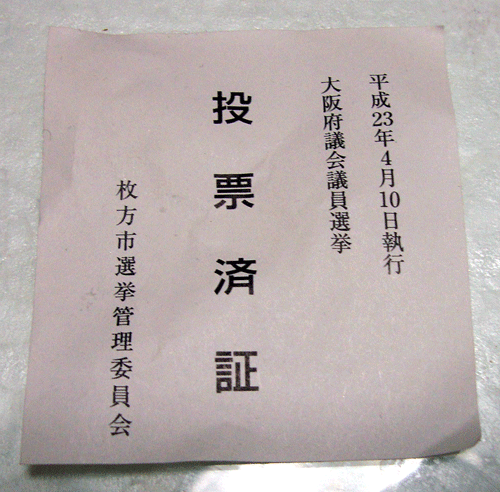 平成23年4月10日執行
大阪府議会議員選挙
投票済証
枚方市選挙管理委員会